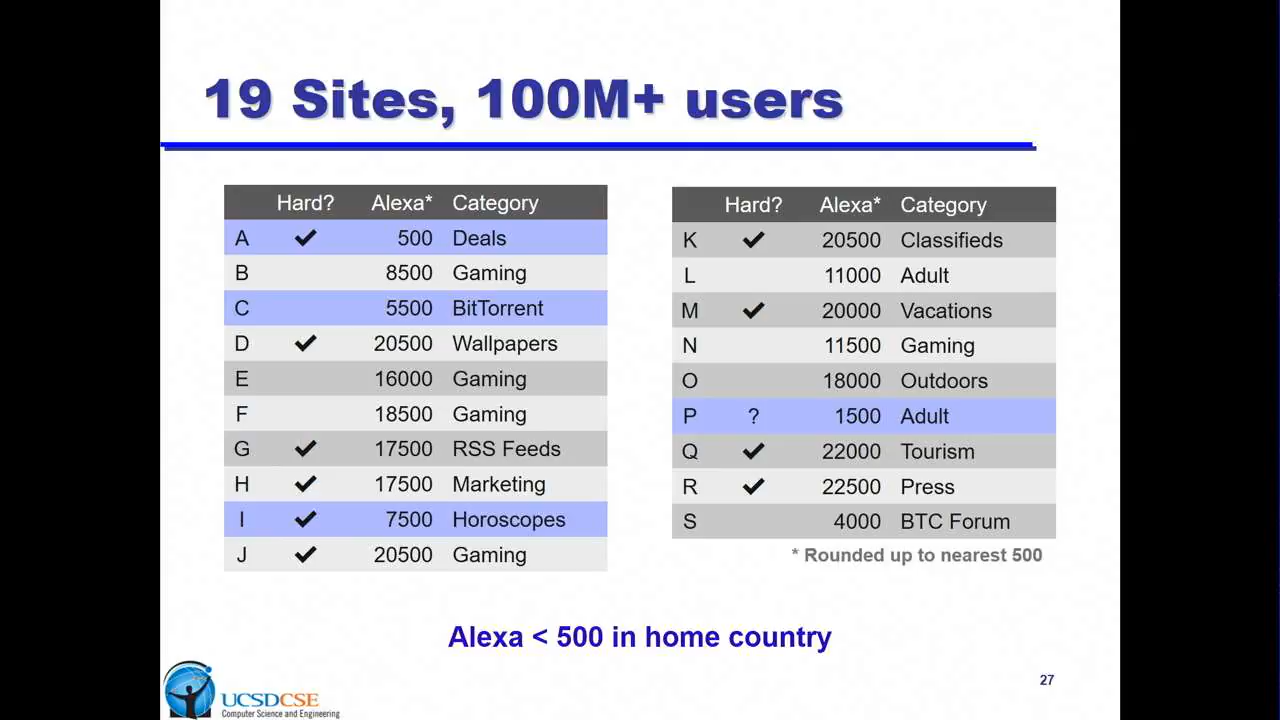 19 Sites, 100M+ users
Hard? Alexa* Category
A ✔ 500 Deals
B 8500 Gaming
C 5500 BitTorrent
D ✔ 20500 Wallpapers
E 16000 Gaming
F 18500 Gaming
G ✔ 17500 RSS Feeds
H ✔ 17500 Marketing
I ✔ 7500 Horoscopes
J ✔ 20500 Gaming
Hard? Alexa* Category
K ✔ 20500 Classifieds
L 11000 Adult
M ✔ 20000 Vacations
N 11500 Gaming
O 18000 Outdoors
P ? 1500 Adult
Q ✔ 22000 Tourism
R ✔ 22500 Press
S 4000 BTC Forum
* Rounded up to nearest 500
Alexa < 500 in home country
27
UCSDCSE
Computer Science and Engineering